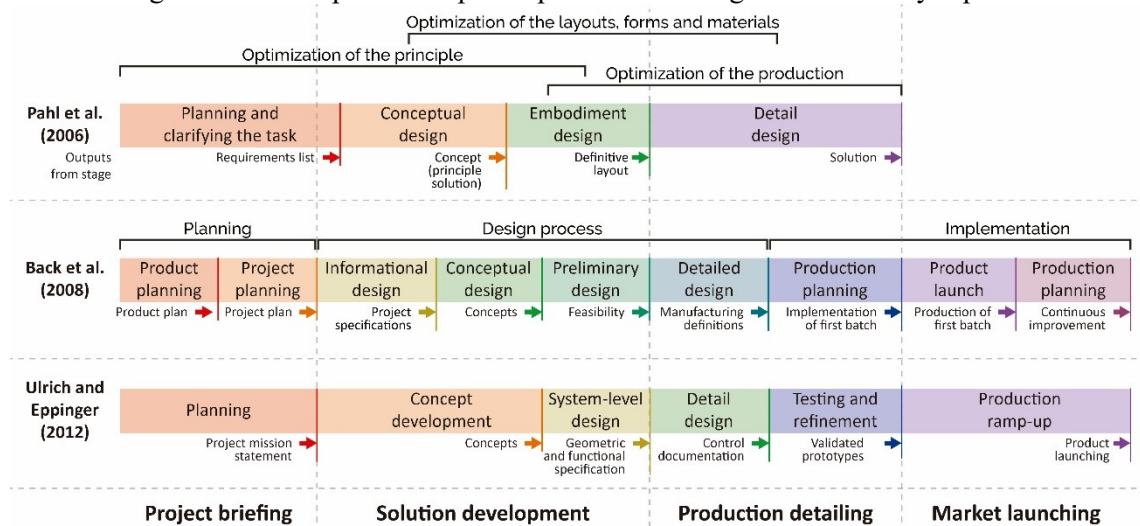 Optimization of the layouts, forms and materials
Optimization of the principle
Optimization of the production
Pahl et al.
(2006)
Planning and
clarifying the task
Conceptual
design
Embodiment
design
Detail
design
Outputs
from stage
Requirements list
Concept
(principle
solution)
Definitive
layout
Solution
Planning
Design process
Implementation
Back et al.
(2008)
Product
planning
Project
planning
Informational
design
Conceptual
design
Preliminary
design
Detailed
design
Production
planning
Product
launch
Production
planning
Product plan
Project plan
Project
specifications
Concepts
Feasibility
Manufacturing
definitions
Implementation
of first batch
Production of
first batch
Continuous
improvement
Ulrich and
Eppinger
(2012)
Planning
Concept
development
System-level
design
Detail
design
Testing and
refinement
Production
ramp-up
Project mission
statement
Concepts
Geometric
and functional
specification
Control
documentation
Validated
prototypes
Product
launching
Project briefing
Solution development
Production detailing
Market launching